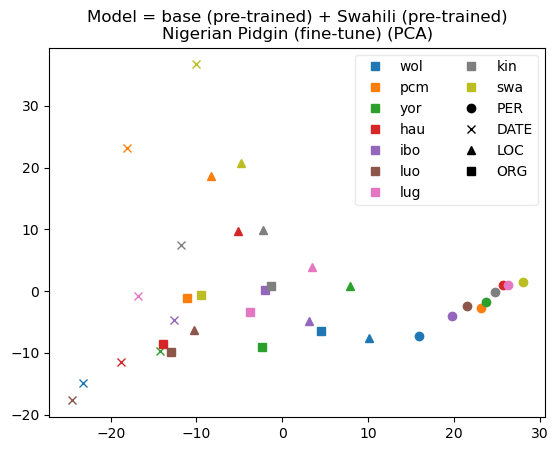 Model = base (pre-trained) + Swahili (pre-trained)
Nigerian Pidgin (fine-tune) (PCA)
wol
pcm
yor
hau
ibo
luo
lug
kin
swa
PER
DATE
LOC
ORG
30
20
10
0
−10
−20
−20
−10
0
10
20
30